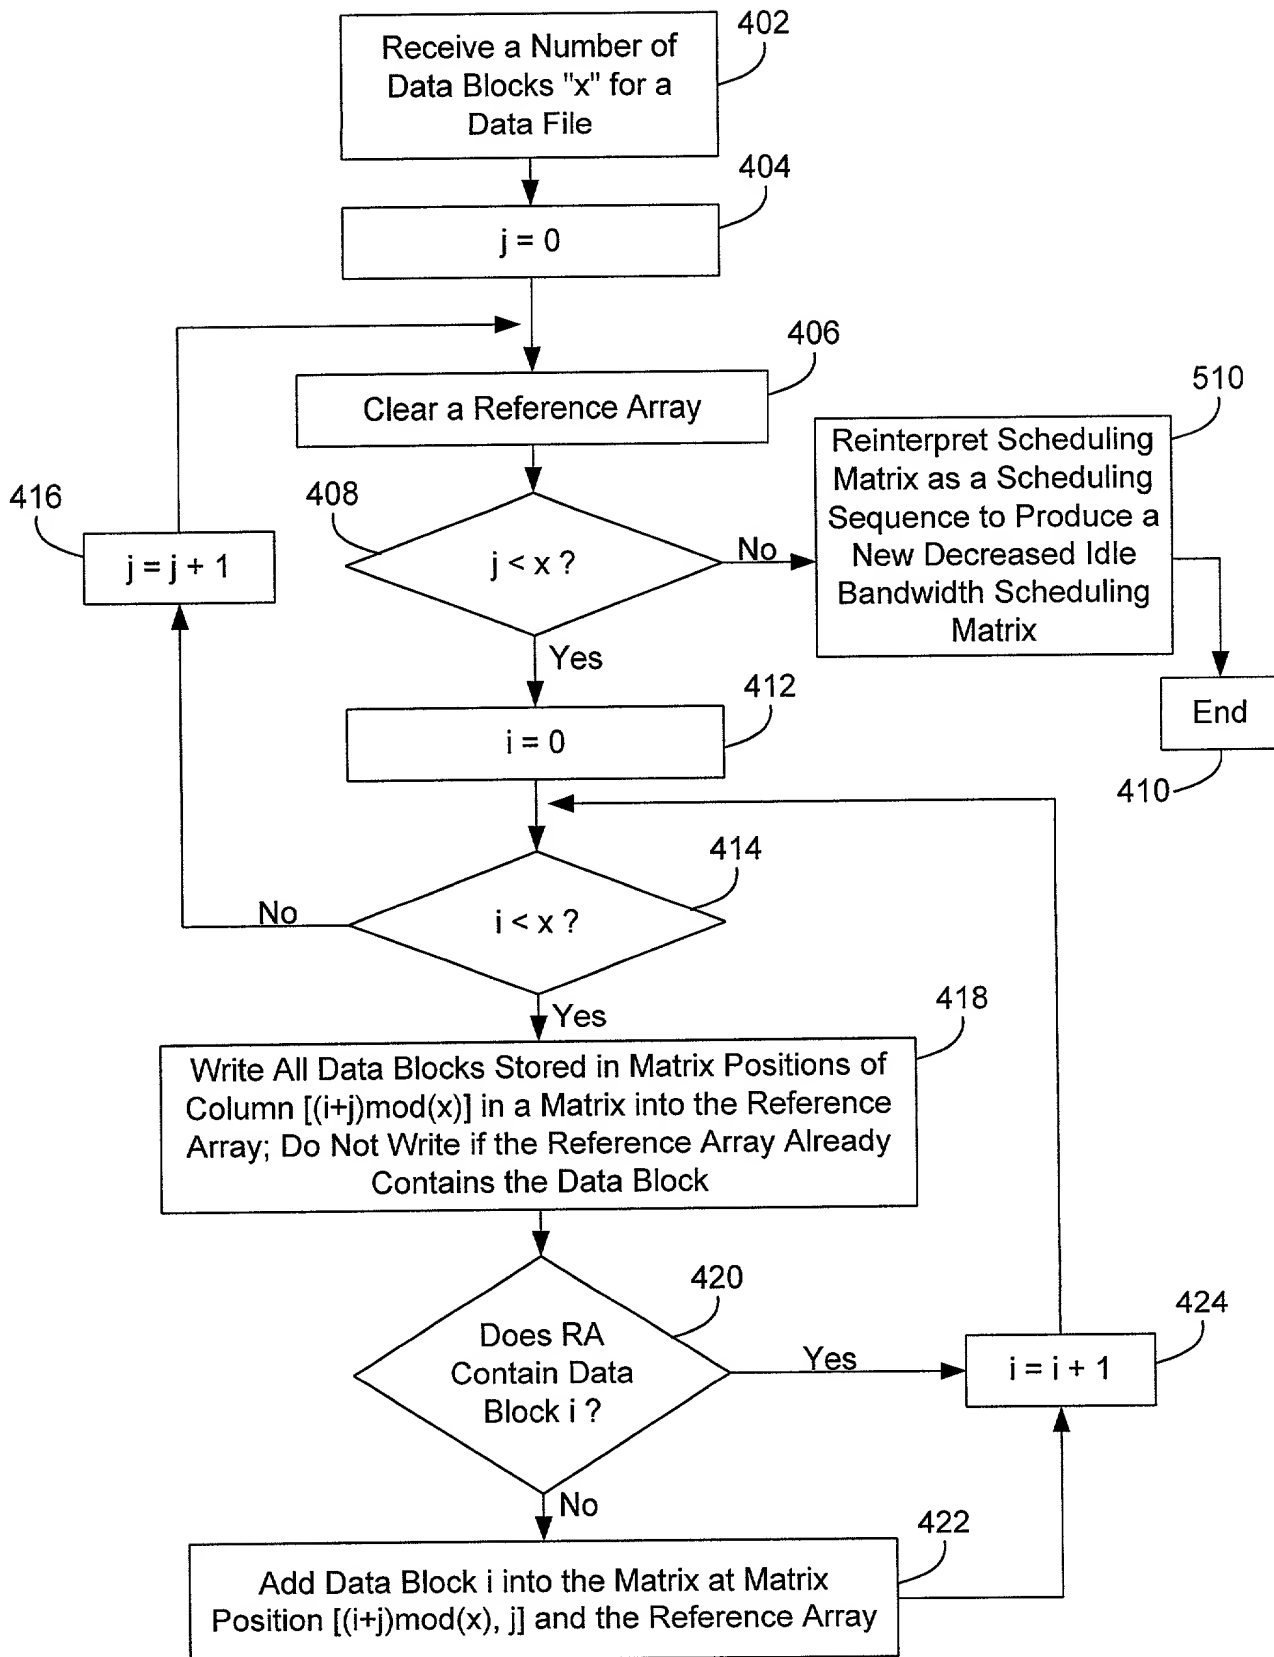 402
Receive a Number of
Data Blocks "x" for a
Data File
404
j = 0
406
Clear a Reference Array
510
Reinterpret Scheduling
Matrix as a Scheduling
Sequence to Produce a
New Decreased Idle
Bandwidth Scheduling
Matrix
416
j = j + 1
408
j < x ?
No
Yes
412
i = 0
End
410
414
i < x ?
No
Yes
418
Write All Data Blocks Stored in Matrix Positions of
Column [(i+j)mod(x)] in a Matrix into the Reference
Array; Do Not Write if the Reference Array Already
Contains the Data Block
420
Does RA
Contain Data
Block i ?
Yes
424
i = i + 1
No
422
Add Data Block i into the Matrix at Matrix
Position [(i+j)mod(x), j] and the Reference Array